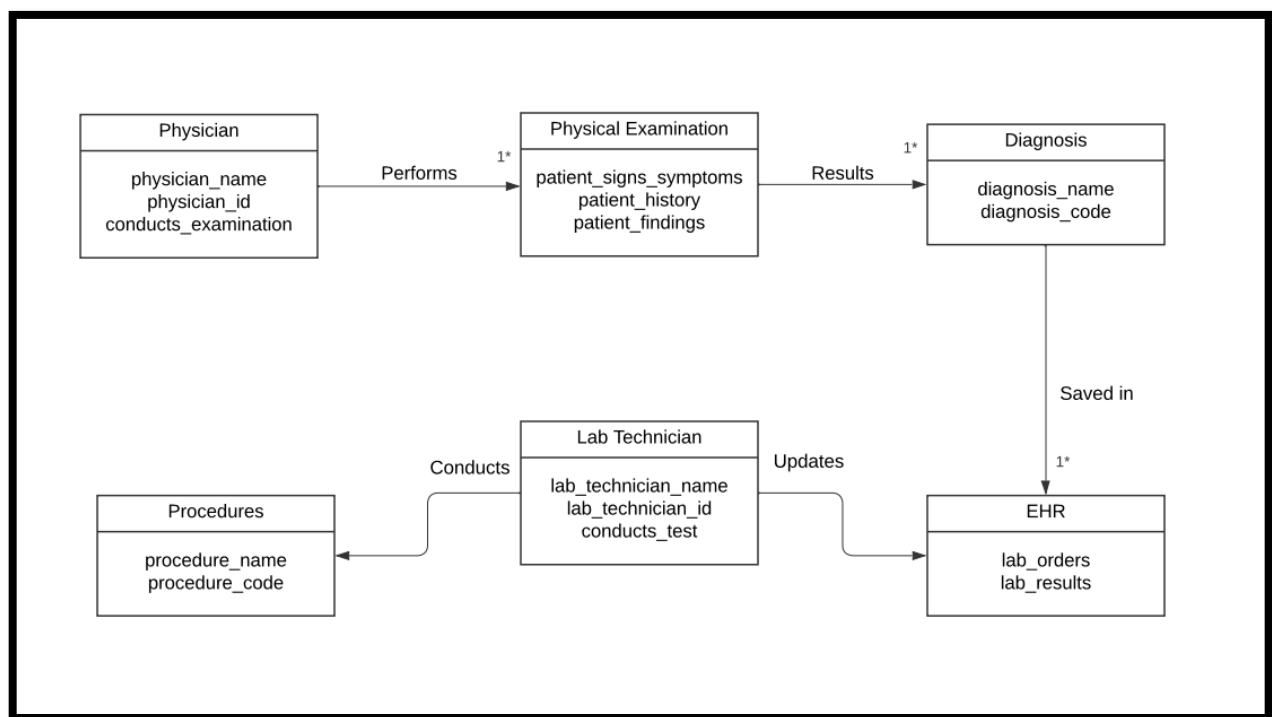 Physician
physician_name
physician_id
conducts_examination
Performs
1*
Physical Examination
patient_signs_symptoms
patient_history
patient_findings
Results
1*
Diagnosis
diagnosis_name
diagnosis_code
Saved in
1*
Procedures
procedure_name
procedure_code
Conducts
Lab Technician
lab_technician_name
lab_technician_id
conducts_test
Updates
EHR
lab_orders
lab_results